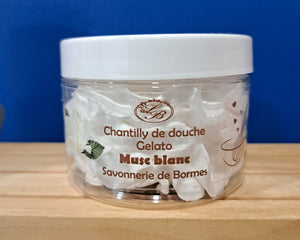 Chantilly de douche
Gelato
Musc blanc
Savonnerie de Bormes